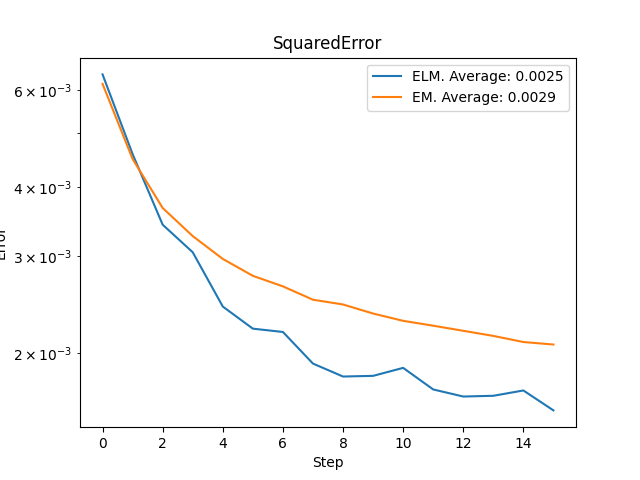 SquaredError
ELM. Average: 0.0025
EM. Average: 0.0029
6 × 10⁻³
4 × 10⁻³
3 × 10⁻³
2 × 10⁻³
Error
0 2 4 6 8 10 12 14
Step